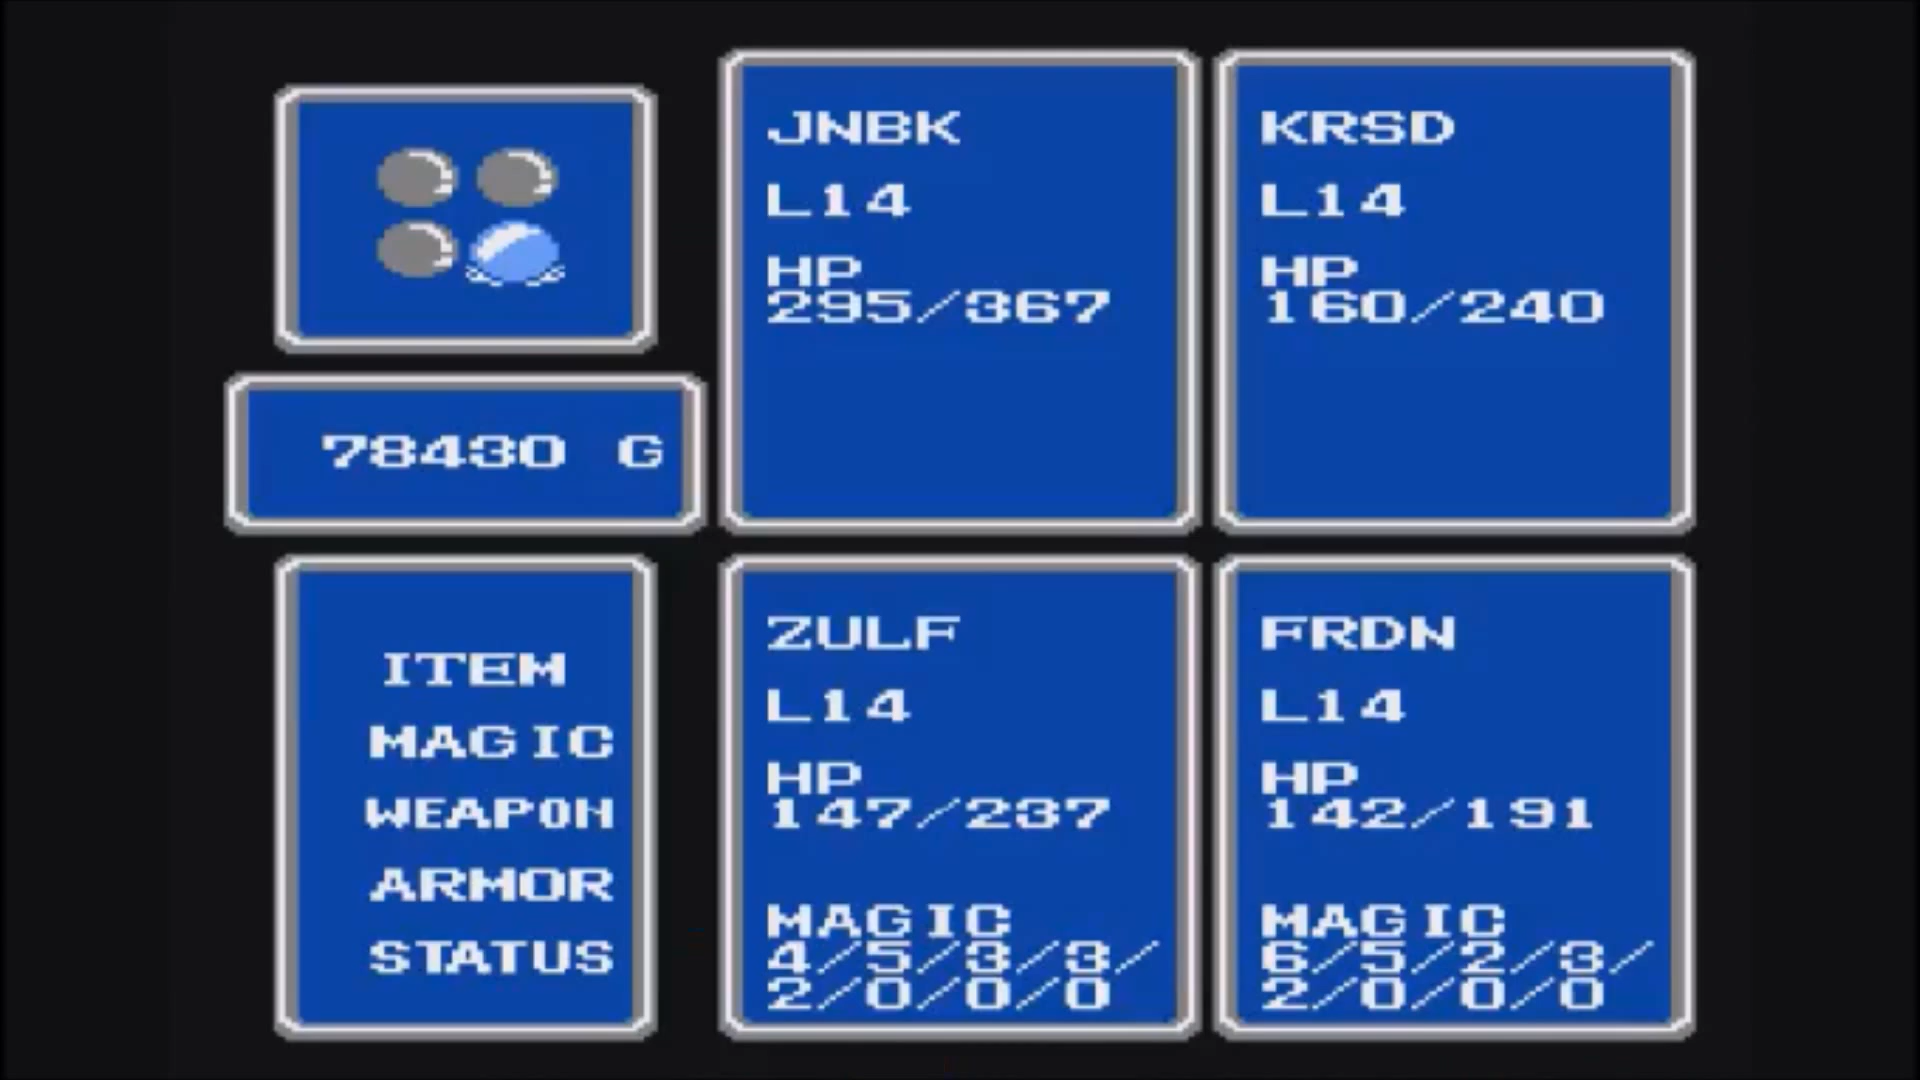 78430 G
ITEM
MAGIC
WEAPON
ARMOR
STATUS
JNBK
L14
HP
295/367
KRSD
L14
HP
160/240
ZULF
L14
HP
147/237
MAGIC
4/5/3/3/
2/0/0/0
FRDN
L14
HP
142/191
MAGIC
6/5/2/3/
2/0/0/0